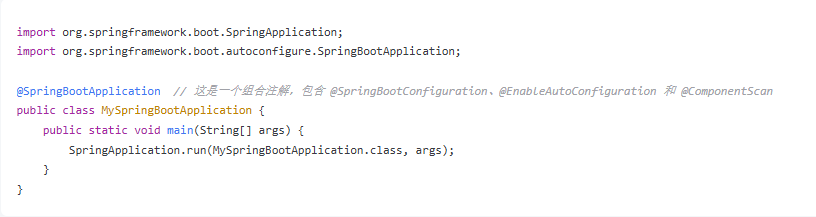 import org.springframework.boot.SpringApplication;
import org.springframework.boot.autoconfigure.SpringBootApplication;
@SpringBootApplication  // 这是一个组合注解，包含 @SpringBootConfiguration、@EnableAutoConfiguration 和 @ComponentScan
public class MySpringBootApplication {
    public static void main(String[] args) {
        SpringApplication.run(MySpringBootApplication.class, args);
    }
}